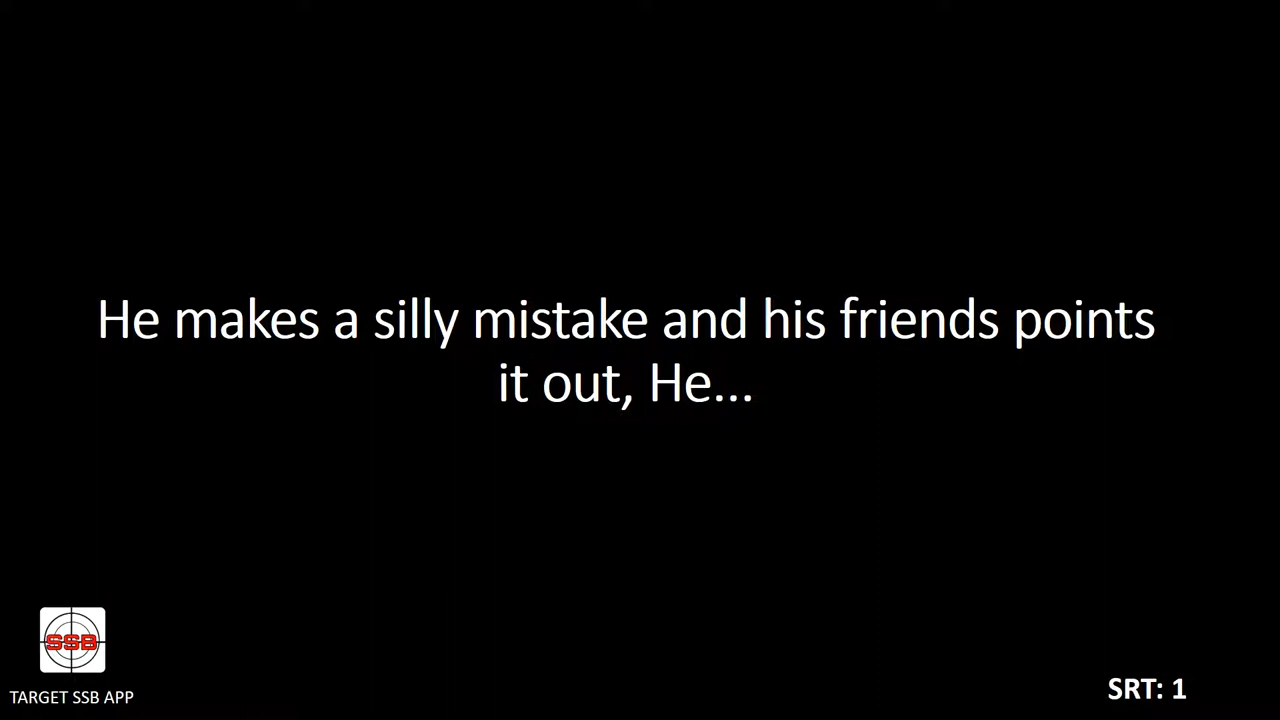 He makes a silly mistake and his friends points
it out, He...
SSB
TARGET SSB APP
SRT: 1